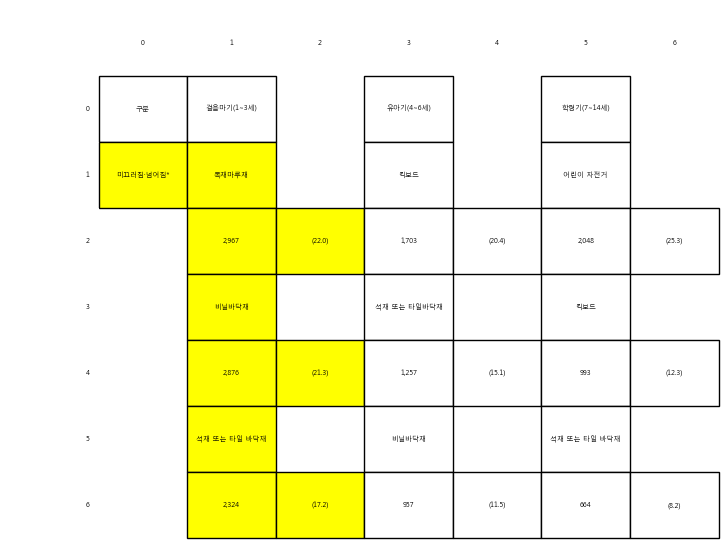 0 1 2 3 4 5 6
0 구분 걸음마기(1~3세) 유아기(4~6세) 학령기(7~14세)
1 미끄러짐·넘어짐* 목재마루재 킥보드 어린이 자전거
2 2,967 (22.0) 1,703 (20.4) 2,048 (25.3)
3 비닐바닥재 석재 또는 타일바닥재 킥보드
4 2,876 (21.3) 1,257 (15.1) 993 (12.3)
5 석재 또는 타일 바닥재 비닐바닥재 석재 또는 타일 바닥재
6 2,324 (17.2) 957 (11.5) 664 (8.2)